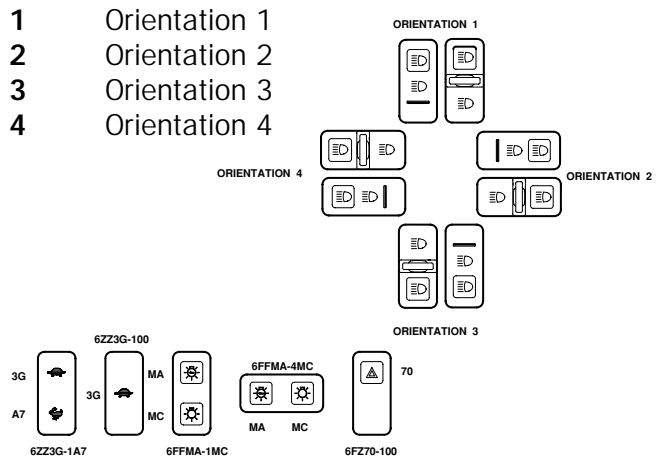 1 Orientation 1
2 Orientation 2
3 Orientation 3
4 Orientation 4
ORIENTATION 1
ORIENTATION 4
ORIENTATION 2
ORIENTATION 3
6ZZ3G-100
6FFMA-4MC
3G
3G
MA
70
A7
MC
MA MC
6ZZ3G-1A7
6FFMA-1MC
6FZ70-100